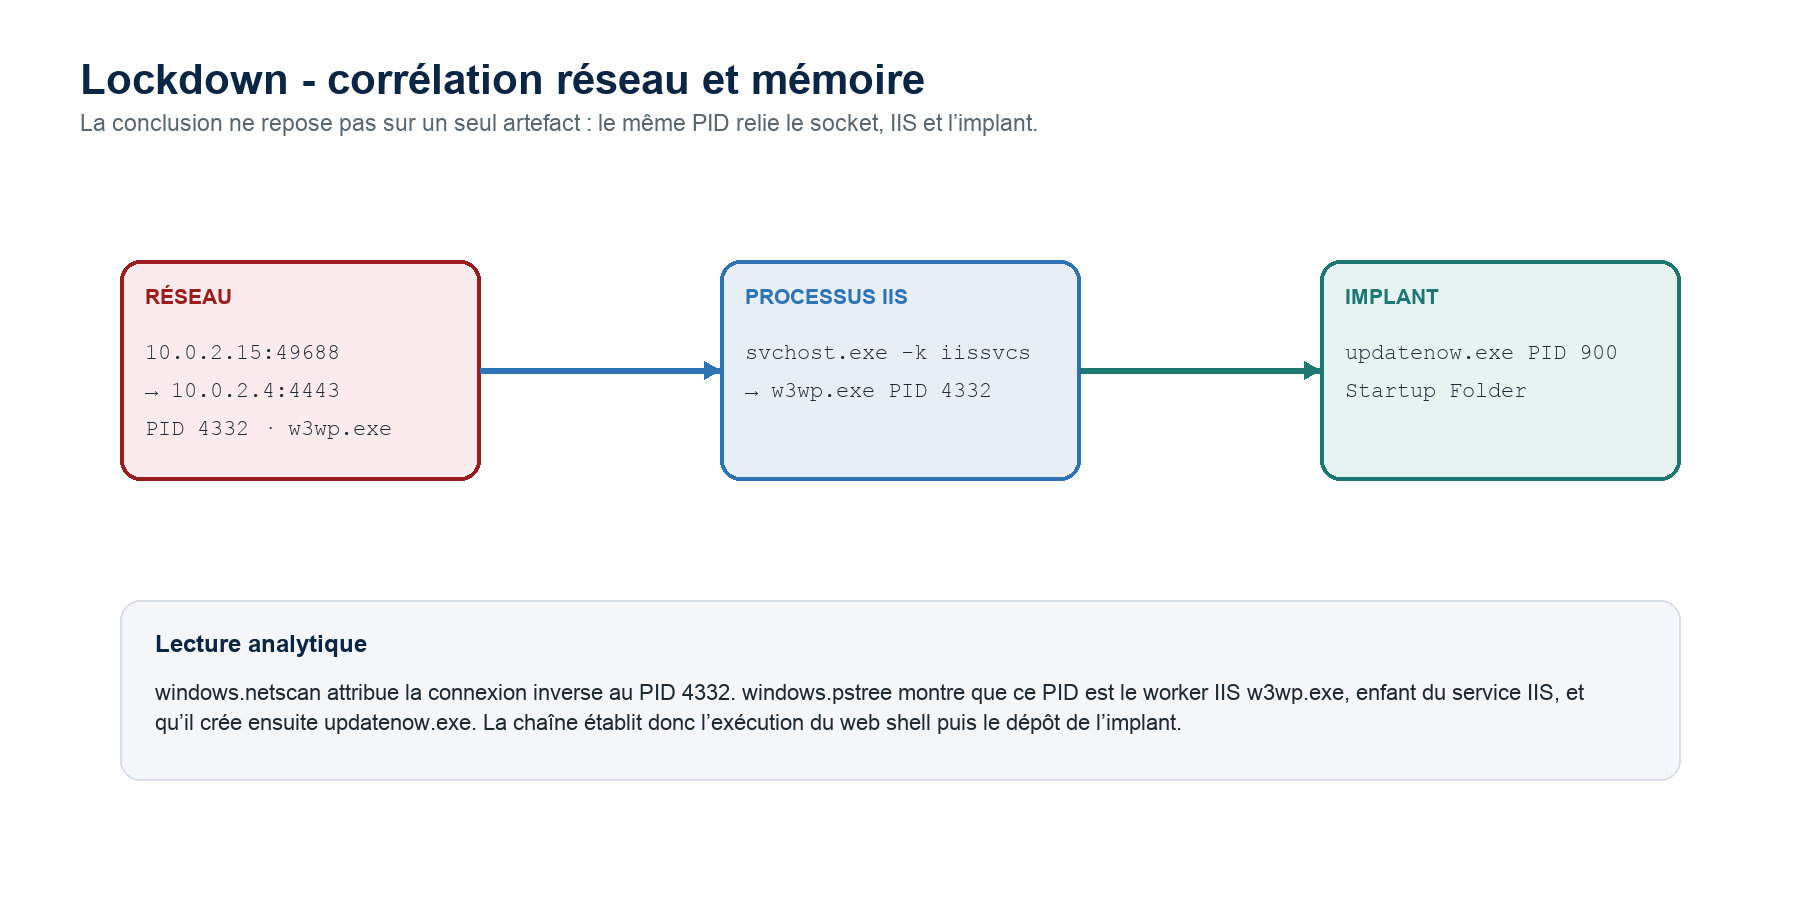 Lockdown - corrélation réseau et mémoire
La conclusion ne repose pas sur un seul artefact : le même PID relie le socket, IIS et l’implant.
RÉSEAU
10.0.2.15:49688
→ 10.0.2.4:4443
PID 4332 · w3wp.exe
PROCESSUS IIS
svchost.exe -k iissvcs
→ w3wp.exe PID 4332
IMPLANT
updatenow.exe PID 900
Startup Folder
Lecture analytique
windows.netscan attribue la connexion inverse au PID 4332. windows.pstree montre que ce PID est le worker IIS w3wp.exe, enfant du service IIS, et
qu’il crée ensuite updatenow.exe. La chaîne établit donc l’exécution du web shell puis le dépôt de l’implant.